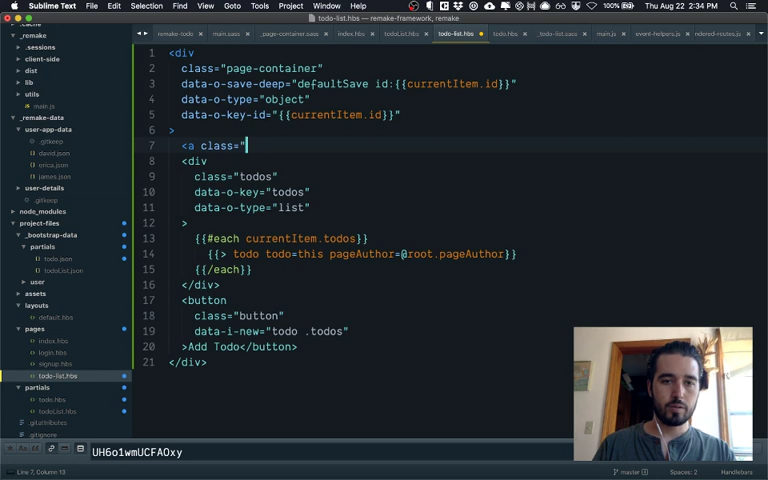 Sublime Text File Edit Selection Find View Goto Tools Project Window Help 100% Thu Aug 22 2:34 PM
todo-list.hbs — remake-framework, remake
remake-todo main.sass _page-container.sass index.hbs todoList.hbs todo-list.hbs todo.hbs _todo-list.sass main.js event-helpers.js ndered-routes.js
.cache
_remake
.sessions
client-side
dist
lib
utils
main.js
_remake-data
user-app-data
.gitkeep
david.json
erica.json
james.json
user-details
.gitkeep
node_modules
project-files
_bootstrap-data
partials
todo.json
todoList.json
user
assets
layouts
default.hbs
pages
index.hbs
login.hbs
signup.hbs
todo-list.hbs
partials
todo.hbs
todoList.hbs
.gitattributes
.gitignore
1 <div
2 class="page-container"
3 data-o-save-deep="defaultSave id:{{currentItem.id}}"
4 data-o-type="object"
5 data-o-key-id="{{currentItem.id}}"
6 >
7 <a class="
8 <div
9 class="todos"
10 data-o-key="todos"
11 data-o-type="list"
12 >
13 {{#each currentItem.todos}}
14 {{> todo todo=this pageAuthor=@root.pageAuthor}}
15 {{/each}}
16 </div>
17 <button
18 class="button"
19 data-i-new="todo .todos"
20 >Add Todo</button>
21 </div>
UH6o1wmUCFAOxy
Line 7, Column 13 master Spaces: 2 Handlebars